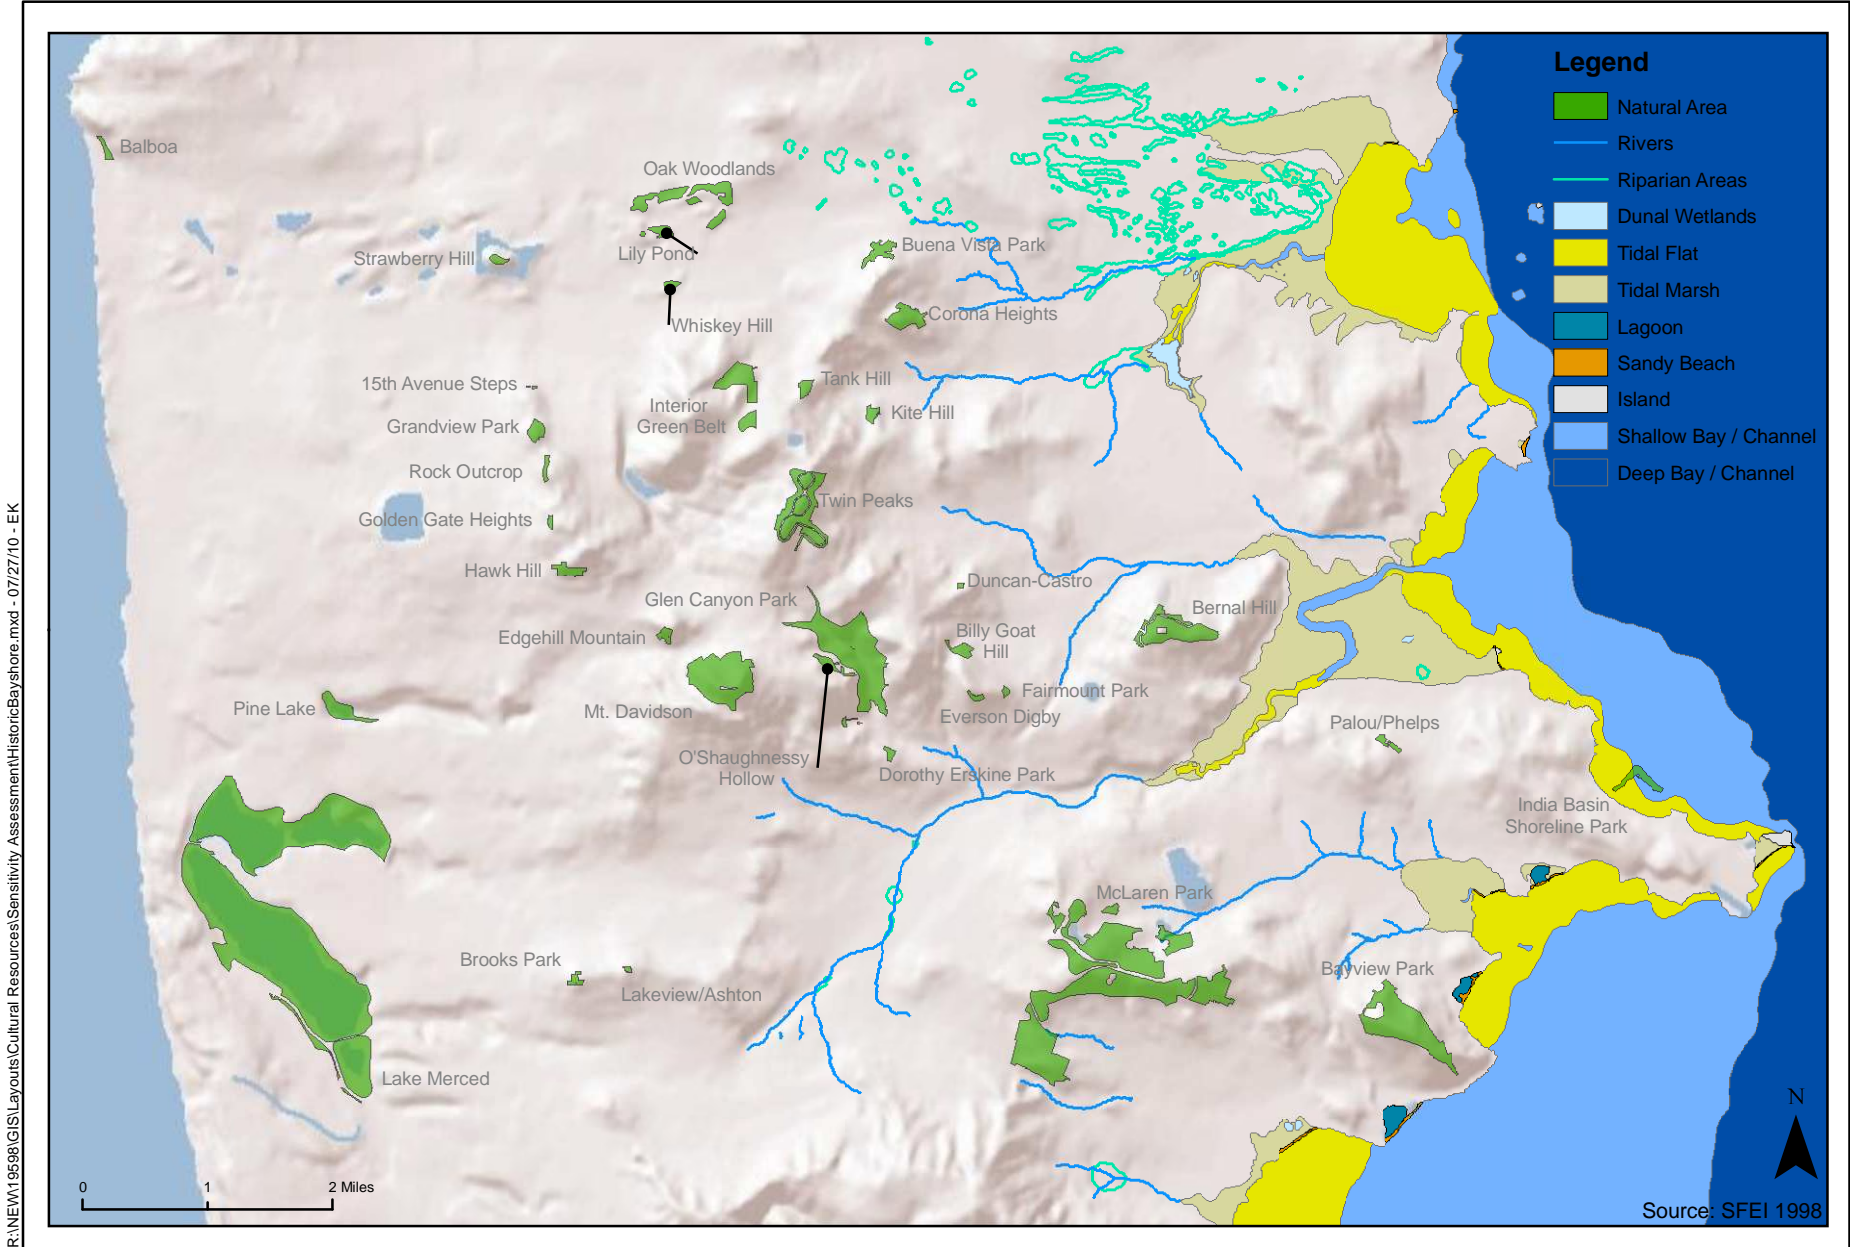 Legend
Natural Area
Rivers
Riparian Areas
Dunal Wetlands
Tidal Flat
Tidal Marsh
Lagoon
Sandy Beach
Island
Shallow Bay / Channel
Deep Bay / Channel
Balboa
Oak Woodlands
Strawberry Hill
Lily Pond
Buena Vista Park
Whiskey Hill
Corona Heights
15th Avenue Steps
Tank Hill
Interior
Green Belt
Kite Hill
Grandview Park
Rock Outcrop
Twin Peaks
Golden Gate Heights
Hawk Hill
Duncan-Castro
Glen Canyon Park
Bernal Hill
Edgehill Mountain
Billy Goat
Hill
Pine Lake
Mt. Davidson
Fairmount Park
Everson Digby
Palou/Phelps
O'Shaughnessy
Hollow
Dorothy Erskine Park
India Basin
Shoreline Park
McLaren Park
Brooks Park
Lakeview/Ashton
Bayview Park
Lake Merced
N
0
1
2 Miles
Source: SFEI 1998
R:\NEW\19598\GIS\Layouts\Cultural Resources\Sensitivity Assessment\HistoricBayshore.mxd - 07/27/10 - EK